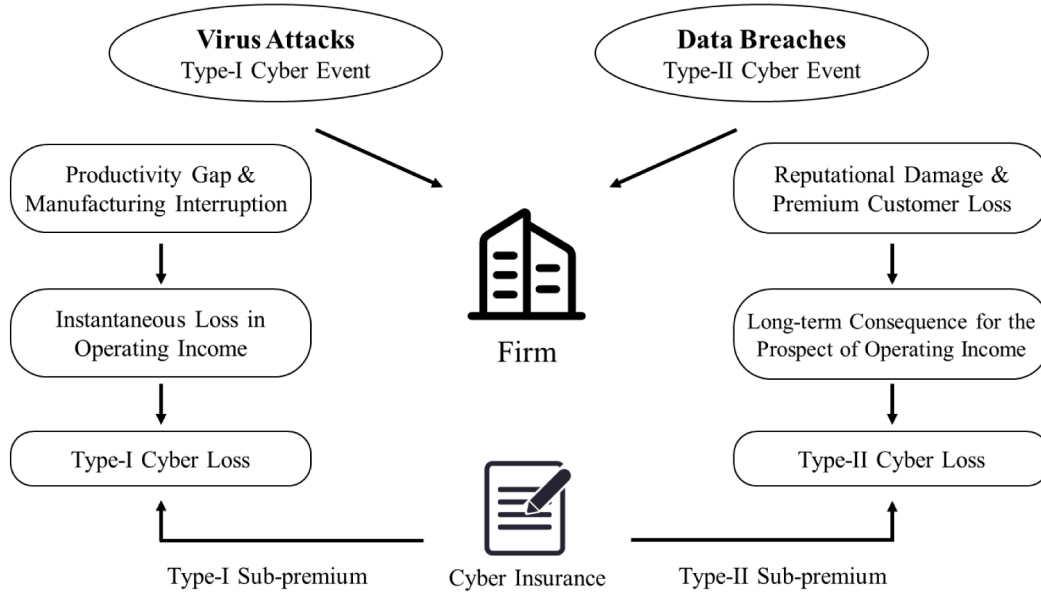 Virus Attacks
Type-I Cyber Event
Data Breaches
Type-II Cyber Event
Productivity Gap &
Manufacturing Interruption
Reputational Damage &
Premium Customer Loss
Instantaneous Loss in
Operating Income
Firm
Long-term Consequence for the
Prospect of Operating Income
Type-I Cyber Loss
Type-II Cyber Loss
Type-I Sub-premium
Cyber Insurance
Type-II Sub-premium